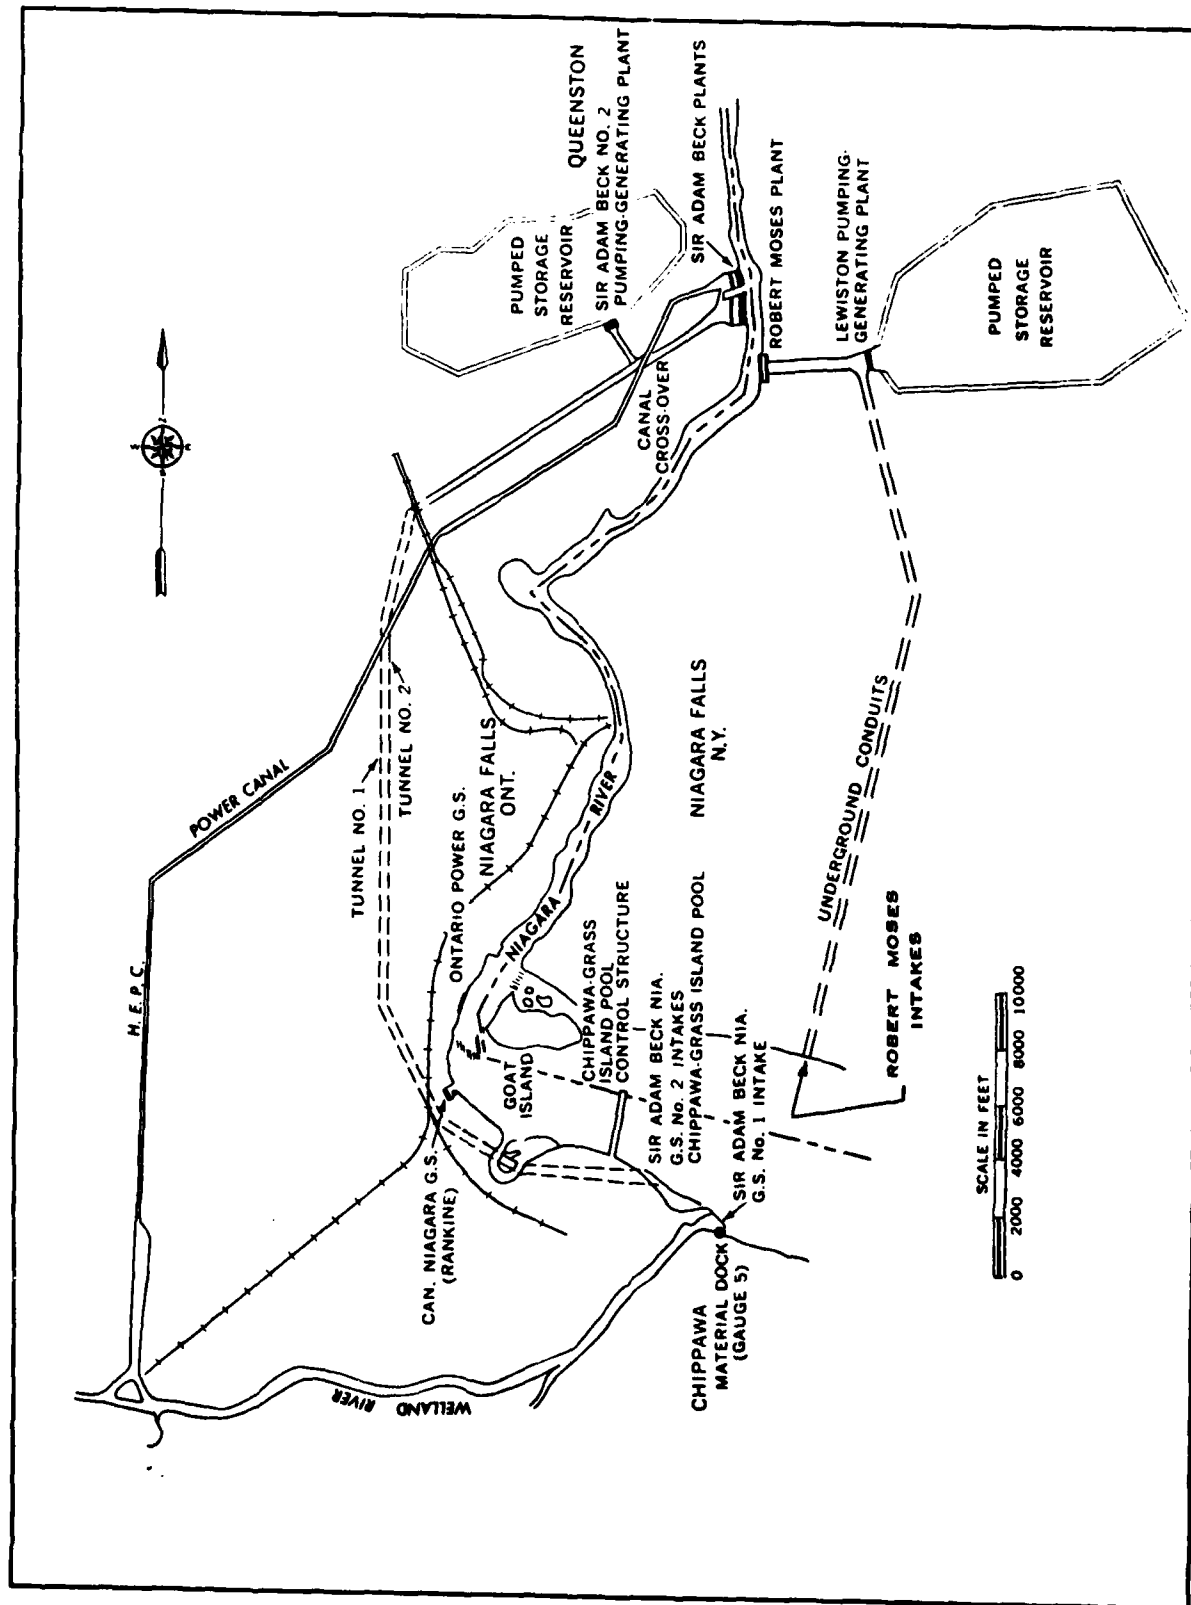 QUEENSTON
SIR ADAM BECK NO. 2
PUMPING-GENERATING PLANT
PUMPED
STORAGE
RESERVOIR
SIR ADAM BECK PLANTS
ROBERT MOSES PLANT
LEWISTON PUMPING-
GENERATING PLANT
PUMPED
STORAGE
RESERVOIR
CANAL
CROSS-OVER
H.E.P.C.
POWER CANAL
TUNNEL NO. 1
TUNNEL NO. 2
NIAGARA FALLS
ONT.
ONTARIO POWER G.S.
NIAGARA RIVER
NIAGARA FALLS
N.Y.
UNDERGROUND CONDUITS
ROBERT MOSES
INTAKES
GOAT
ISLAND
CHIPPAWA-GRASS
ISLAND POOL
CONTROL STRUCTURE
SIR ADAM BECK NIA.
G.S. No. 2 INTAKES
CHIPPAWA-GRASS ISLAND POOL
SIR ADAM BECK NIA.
G.S. No. 1 INTAKE
CAN. NIAGARA G.S.
(RANKINE)
CHIPPAWA
MATERIAL DOCK
(GAUGE 5)
WELLAND
RIVER
SCALE IN FEET
0 2000 4000 6000 8000 10000